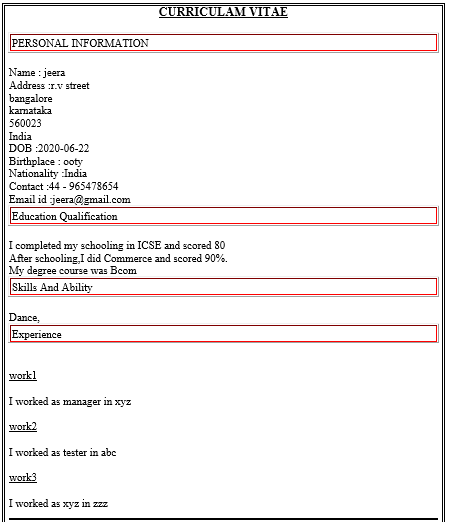 CURRICULAM VITAE
PERSONAL INFORMATION
Name : jeera
Address :r.v street
bangalore
karnataka
560023
India
DOB :2020-06-22
Birthplace : ooty
Nationality :India
Contact :44 - 965478654
Email id :jeera@gmail.com
Education Qualification
I completed my schooling in ICSE and scored 80
After schooling,I did Commerce and scored 90%.
My degree course was Bcom
Skills And Ability
Dance,
Experience
work1
I worked as manager in xyz
work2
I worked as tester in abc
work3
I worked as xyz in zzz